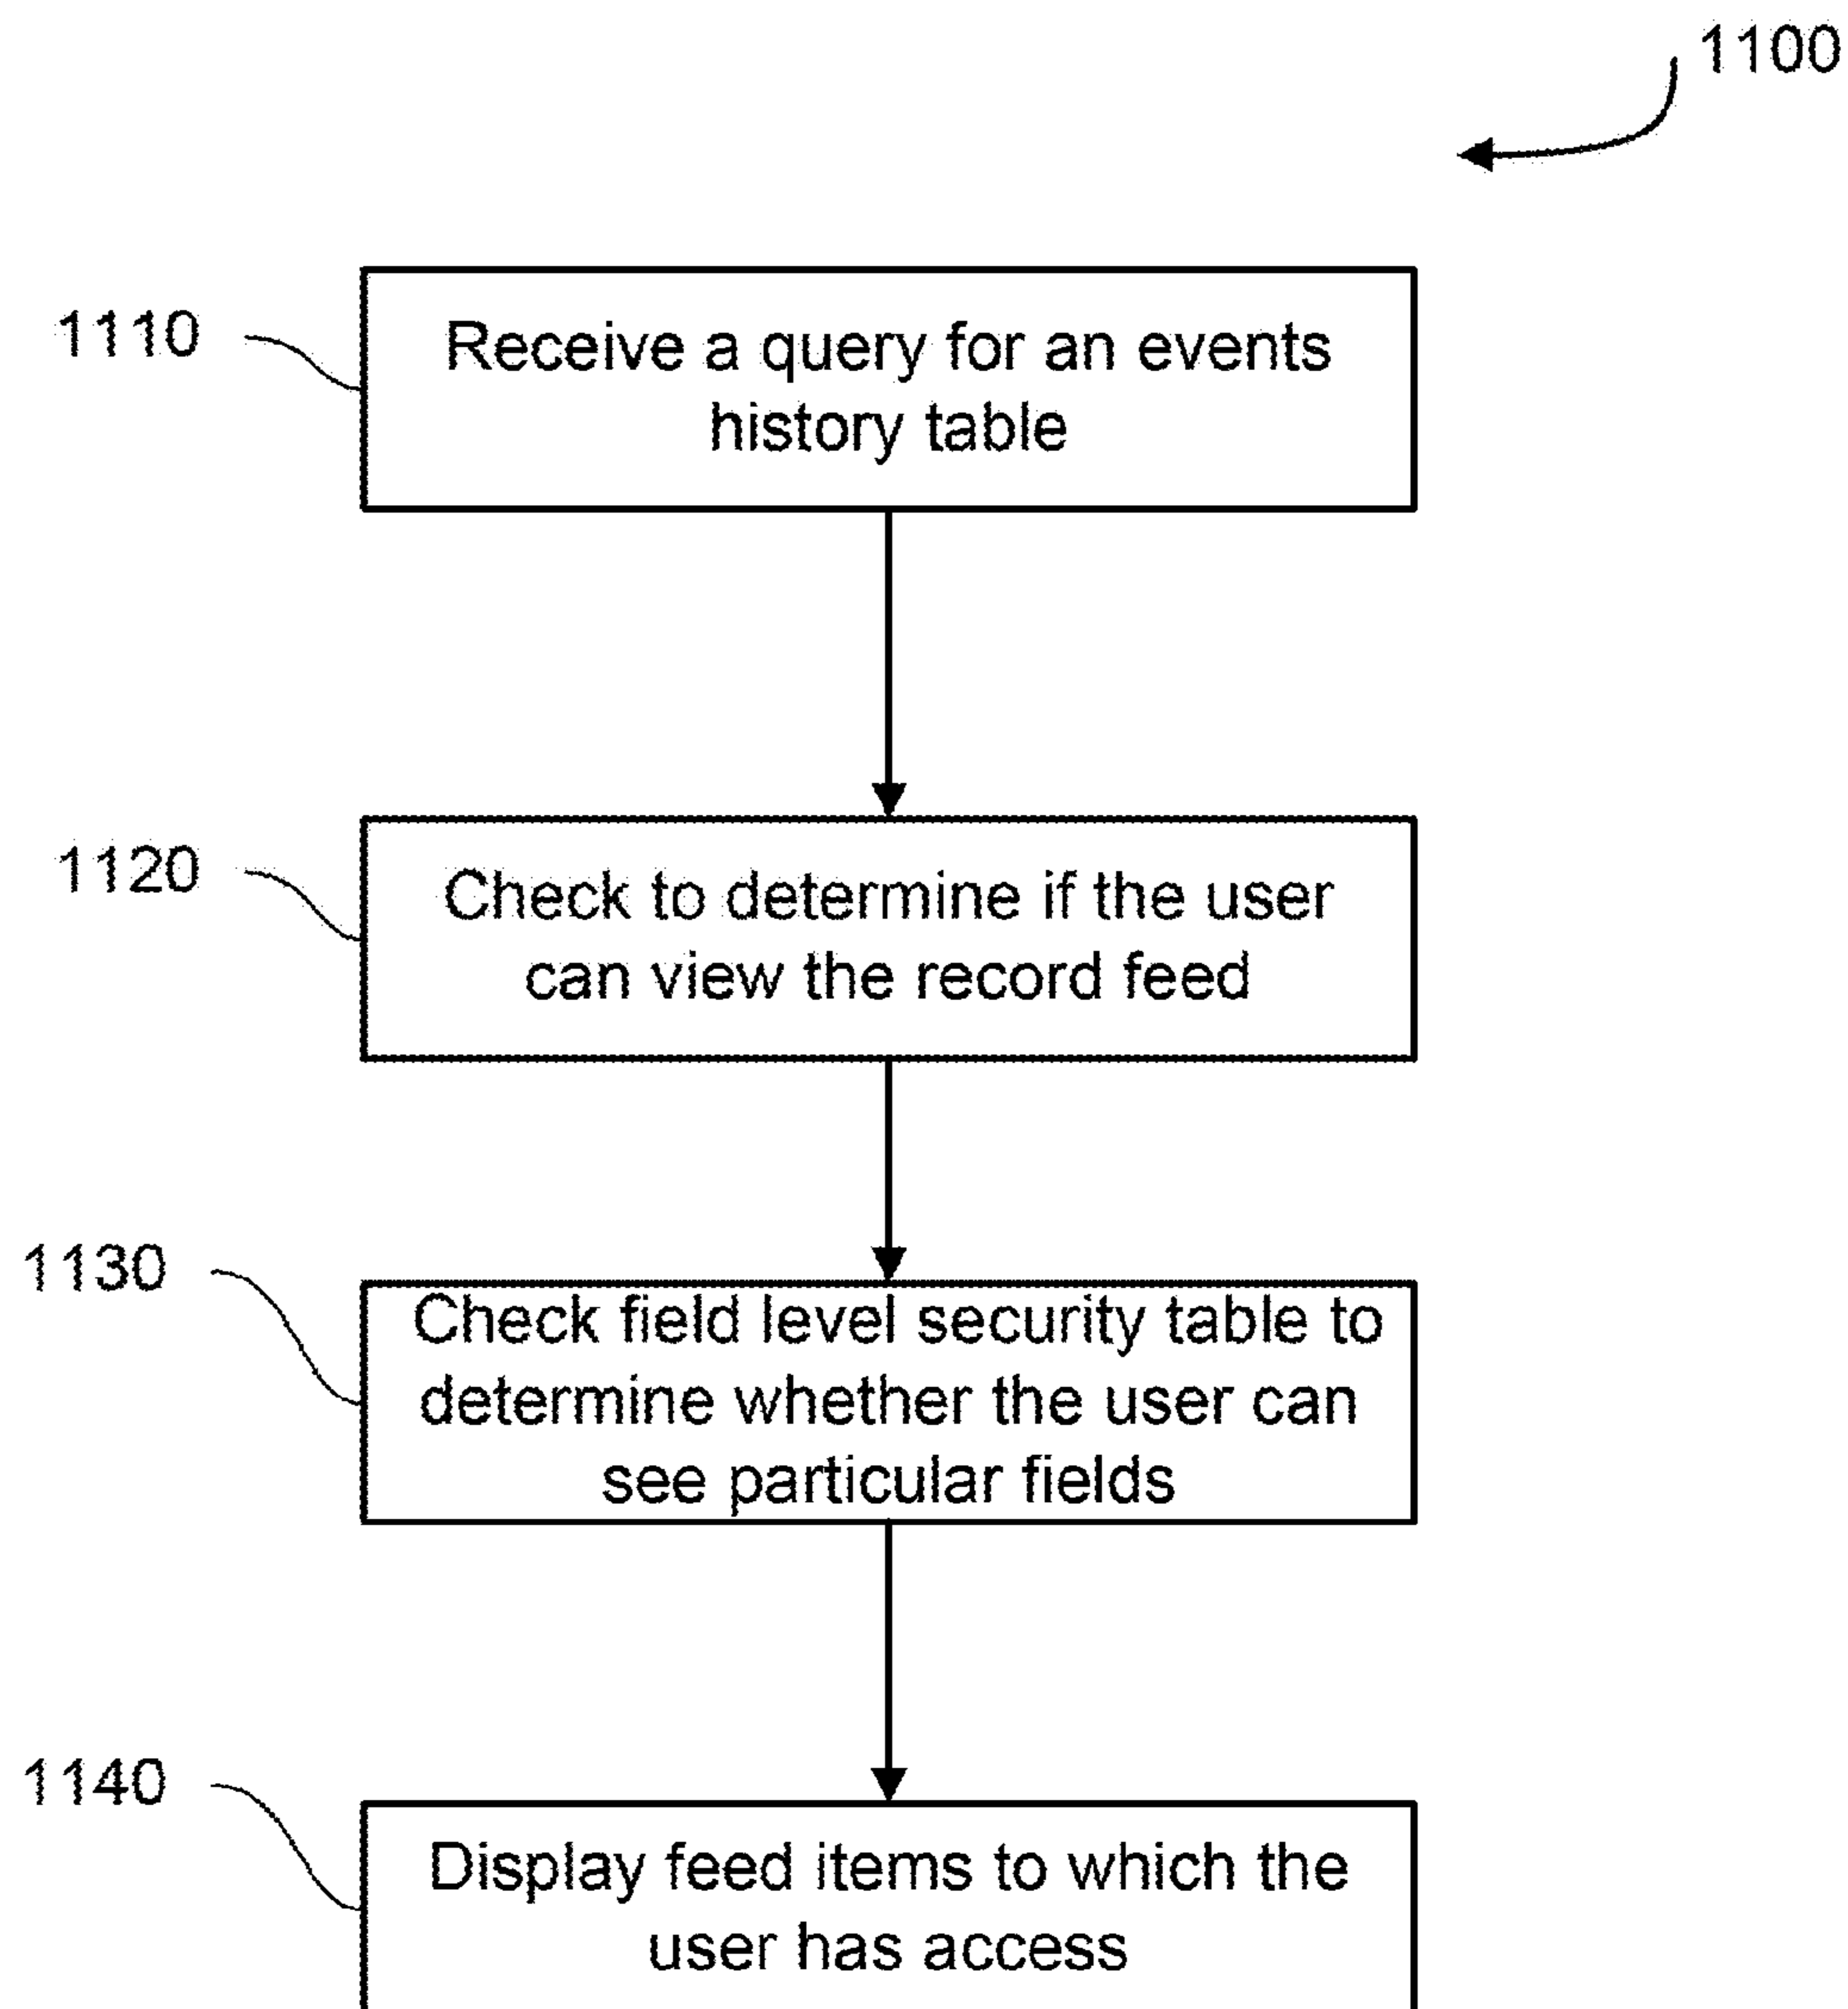 1100
1110
Receive a query for an events
history table
1120
Check to determine if the user
can view the record feed
1130
Check field level security table to
determine whether the user can
see particular fields
1140
Display feed items to which the
user has access